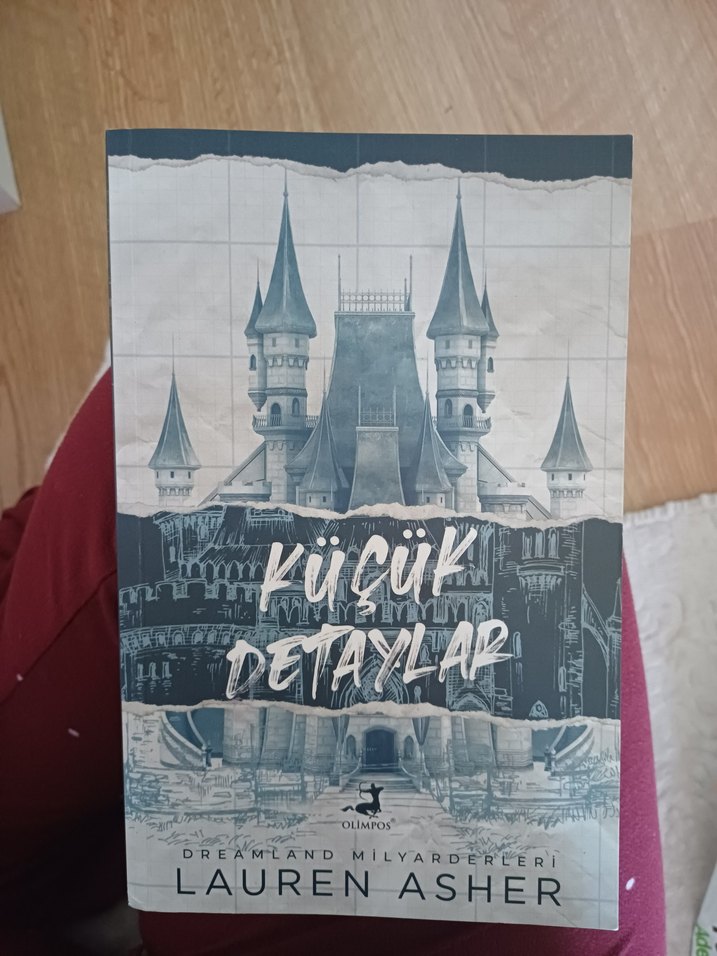 KÜÇÜK
DETAYLAR
OLİMPOS®
DREAMLAND MİLYARDERLERİ
LAUREN ASHER